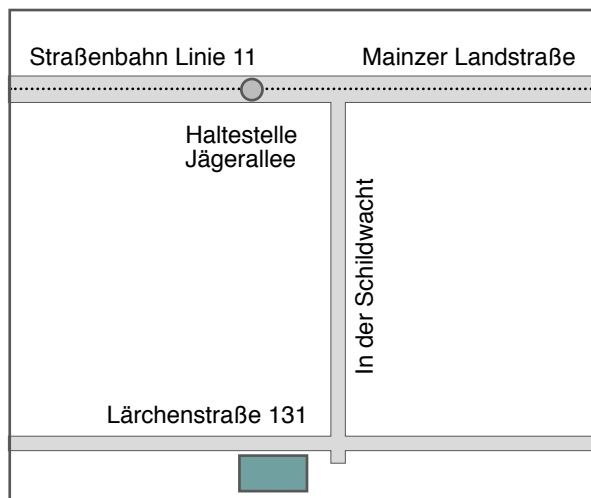 Straßenbahn Linie 11
Mainzer Landstraße
Haltestelle
Jägerallee
In der Schildwacht
Lärchenstraße 131